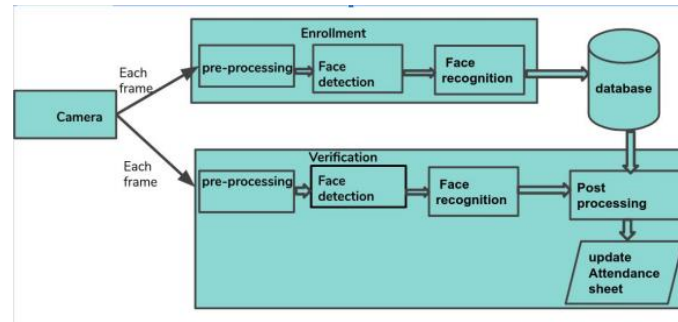 Enrollment
pre-processing
Face
detection
Face
recognition
database
Each
frame
Camera
Each
frame
Verification
pre-processing
Face
detection
Face
recognition
Post
processing
update
Attendance
sheet